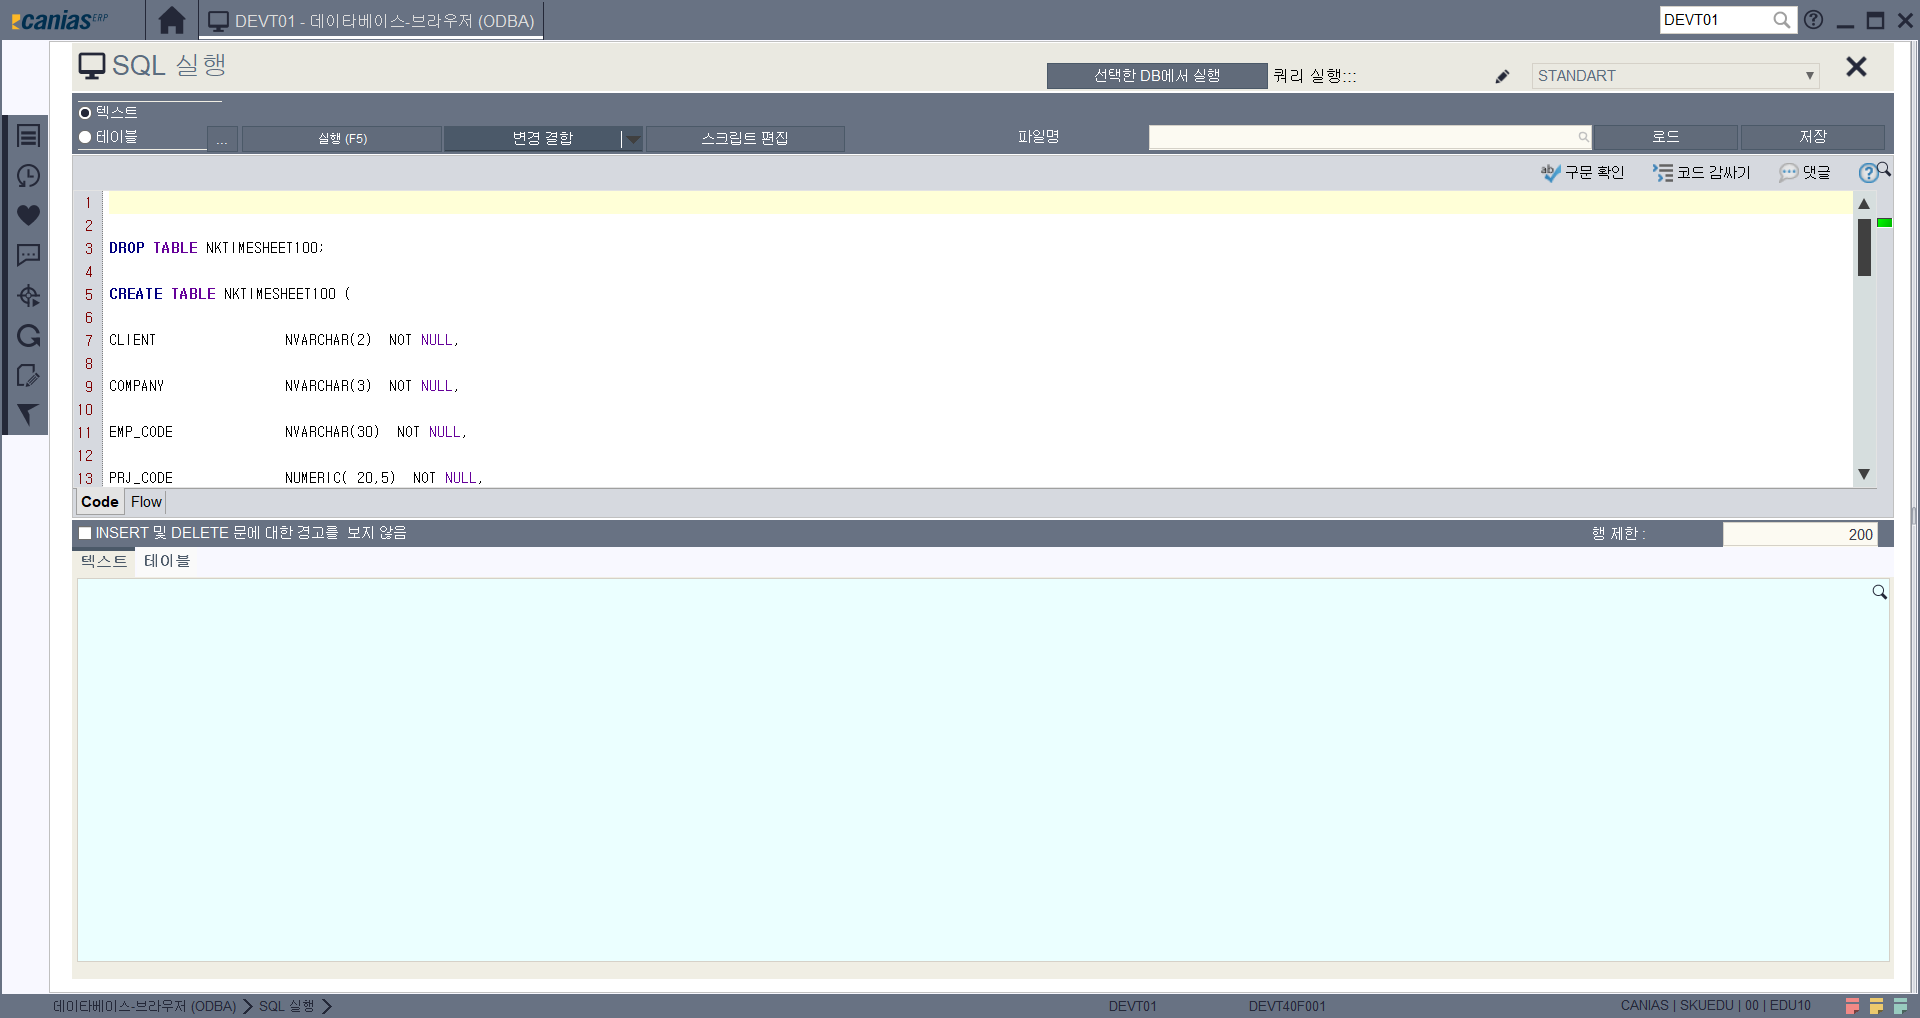 canias ERP
DEVT01 - 데이타베이스-브라우저 (ODBA)
DEVT01
SQL 실행
선택한 DB에서 실행
쿼리 실행:::
STANDART
텍스트
테이블
...
실행 (F5)
변경 결합
스크립트 편집
파일명
로드
저장
구문 확인
코드 감싸기
댓글
1
2
3 DROP TABLE NKTIMESHEET100;
4
5 CREATE TABLE NKTIMESHEET100 (
6
7 CLIENT NVARCHAR(2) NOT NULL,
8
9 COMPANY NVARCHAR(3) NOT NULL,
10
11 EMP_CODE NVARCHAR(30) NOT NULL,
12
13 PRJ_CODE NUMERIC( 20,5) NOT NULL,
Code Flow
INSERT 및 DELETE 문에 대한 경고를 보지 않음
행 제한 :
200
텍스트 테이블
데이타베이스-브라우저 (ODBA) SQL 실행
DEVT01
DEVT40F001
CANIAS | SKUEDU | 00 | EDU10